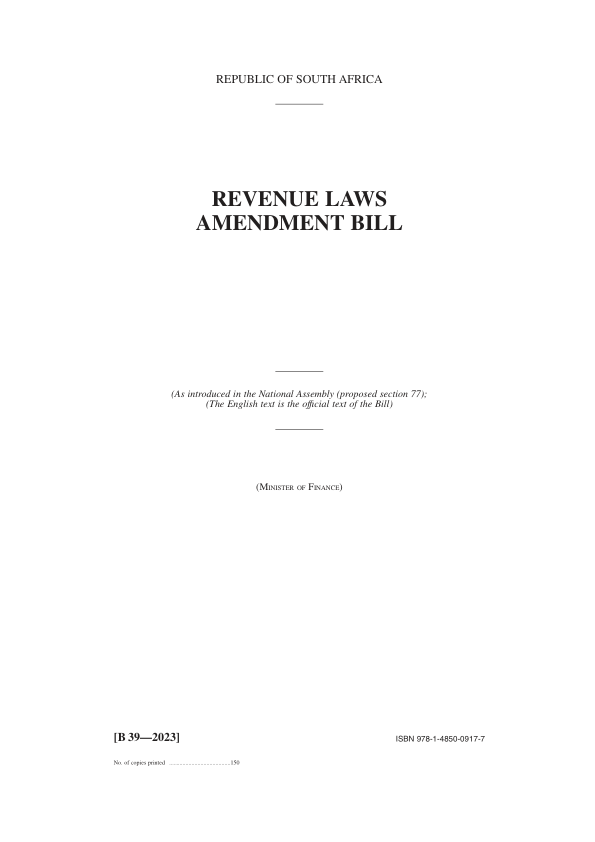 REPUBLIC OF SOUTH AFRICA
REVENUE LAWS
AMENDMENT BILL
(As introduced in the National Assembly (proposed section 77);
(The English text is the official text of the Bill)
(Minister of Finance)
[B 39—2023] ISBN 978-1-4850-0917-7
No. of copies printed .......................................150